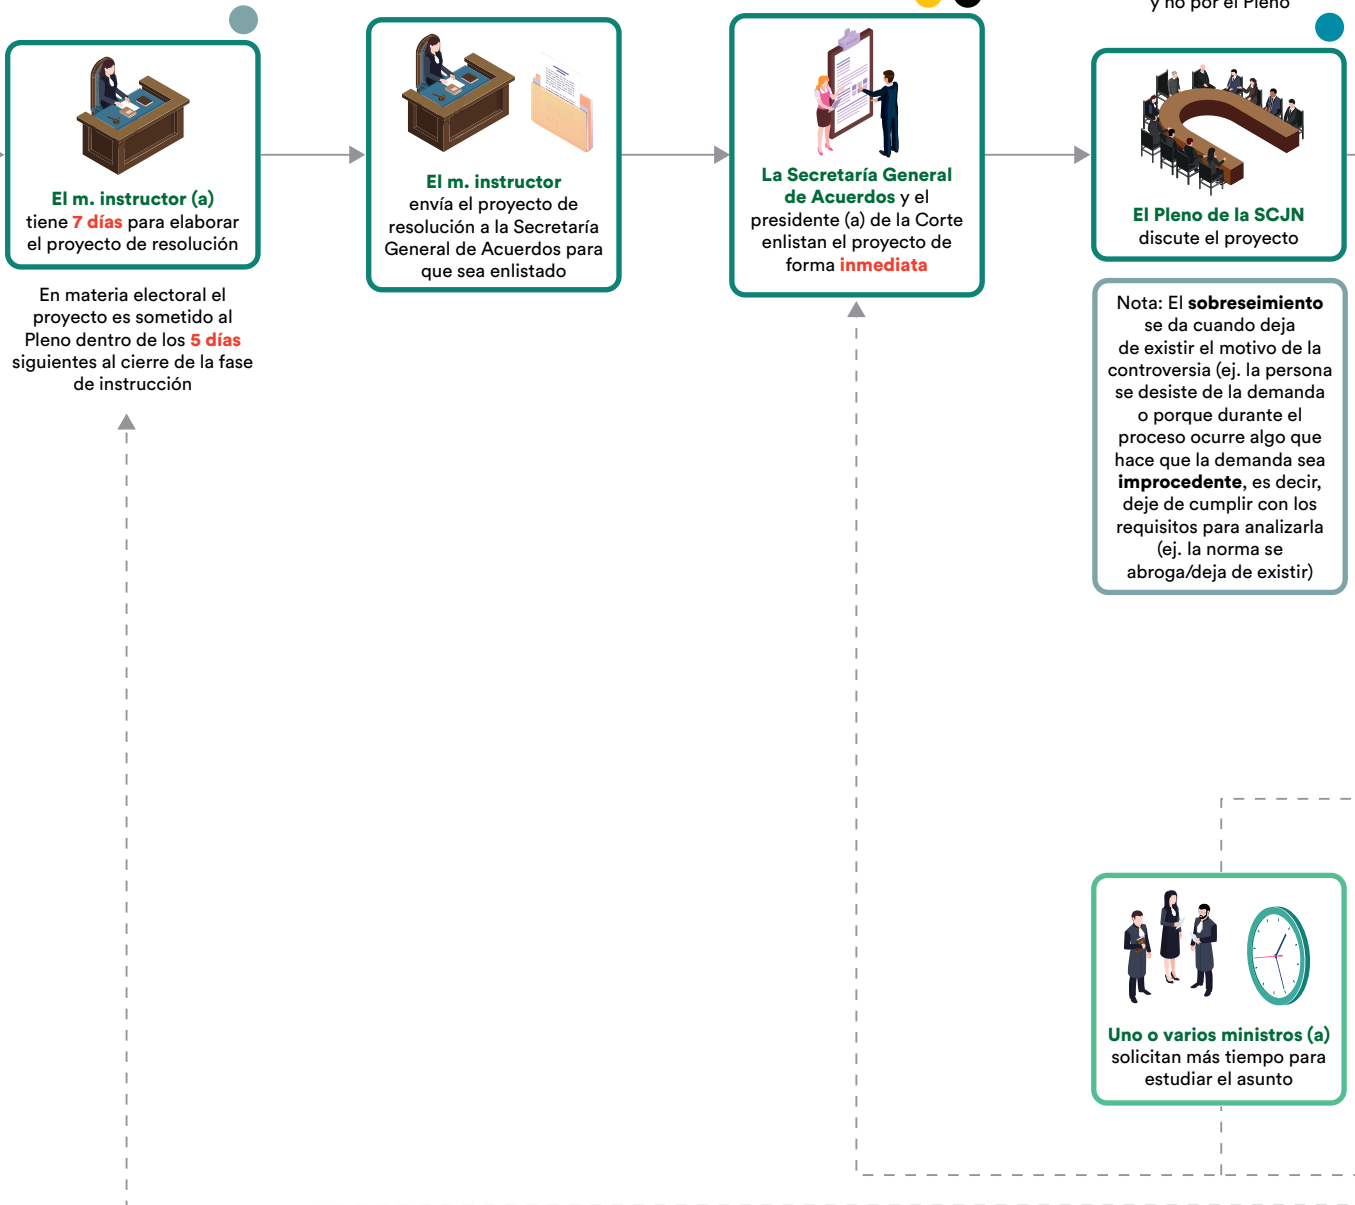 y no por el Pleno
El m. instructor (a)
tiene 7 días para elaborar
el proyecto de resolución
En materia electoral el
proyecto es sometido al
Pleno dentro de los 5 días
siguientes al cierre de la fase
de instrucción
El m. instructor
envía el proyecto de
resolución a la Secretaría
General de Acuerdos para
que sea enlistado
La Secretaría General
de Acuerdos y el
presidente (a) de la Corte
enlistan el proyecto de
forma inmediata
El Pleno de la SCJN
discute el proyecto
Nota: El sobreseimiento
se da cuando deja
de existir el motivo de la
controversia (ej. la persona
se desiste de la demanda
o porque durante el
proceso ocurre algo que
hace que la demanda sea
improcedente, es decir,
deje de cumplir con los
requisitos para analizarla
(ej. la norma se
abroga/deja de existir)
Uno o varios ministros (a)
solicitan más tiempo para
estudiar el asunto